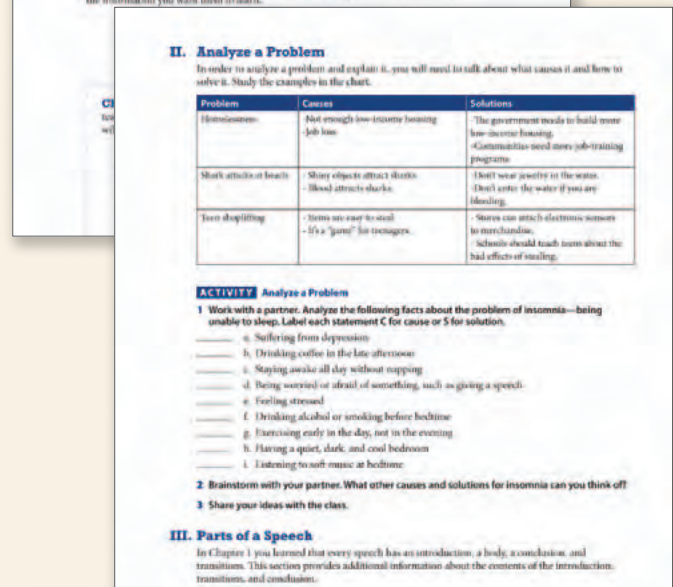 the information you want them to learn.
II. Analyze a Problem
In order to analyze a problem and explain it, you will need to talk about what causes it and how to
solve it. Study the examples in the chart.
Problem Causes Solutions
Homelessness - Not enough low-income housing - The government needs to build more
- Job loss low-income housing.
- Communities need more job-training
programs
Shark attacks at beach - Shiny objects attract sharks - Don't wear jewelry in the water.
- Blood attracts sharks. - Don't enter the water if you are
bleeding.
Teen shoplifting - Items are easy to steal - Stores can attach electronic sensors
- It's a "game" for teenagers. to merchandise.
- Schools should teach teens about the
bad effects of stealing.
ACTIVITY Analyze a Problem
1 Work with a partner. Analyze the following facts about the problem of insomnia—being
unable to sleep. Label each statement C for cause or S for solution.
a. Suffering from depression
b. Drinking coffee in the late afternoon
c. Staying awake all day without napping
d. Being worried or afraid of something, such as giving a speech
e. Feeling stressed
f. Drinking alcohol or smoking before bedtime
g. Exercising early in the day, not in the evening
h. Having a quiet, dark, and cool bedroom
i. Listening to soft music at bedtime
2 Brainstorm with your partner. What other causes and solutions for insomnia can you think of?
3 Share your ideas with the class.
III. Parts of a Speech
In Chapter 1 you learned that every speech has an introduction, a body, a conclusion, and
transitions. This section provides additional information about the contents of the introduction,
transitions, and conclusion.